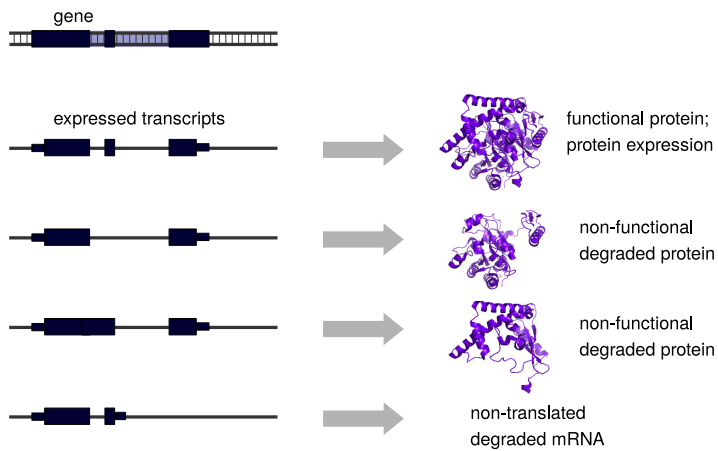 gene
expressed transcripts
functional protein;
protein expression
non-functional
degraded protein
non-functional
degraded protein
non-translated
degraded mRNA